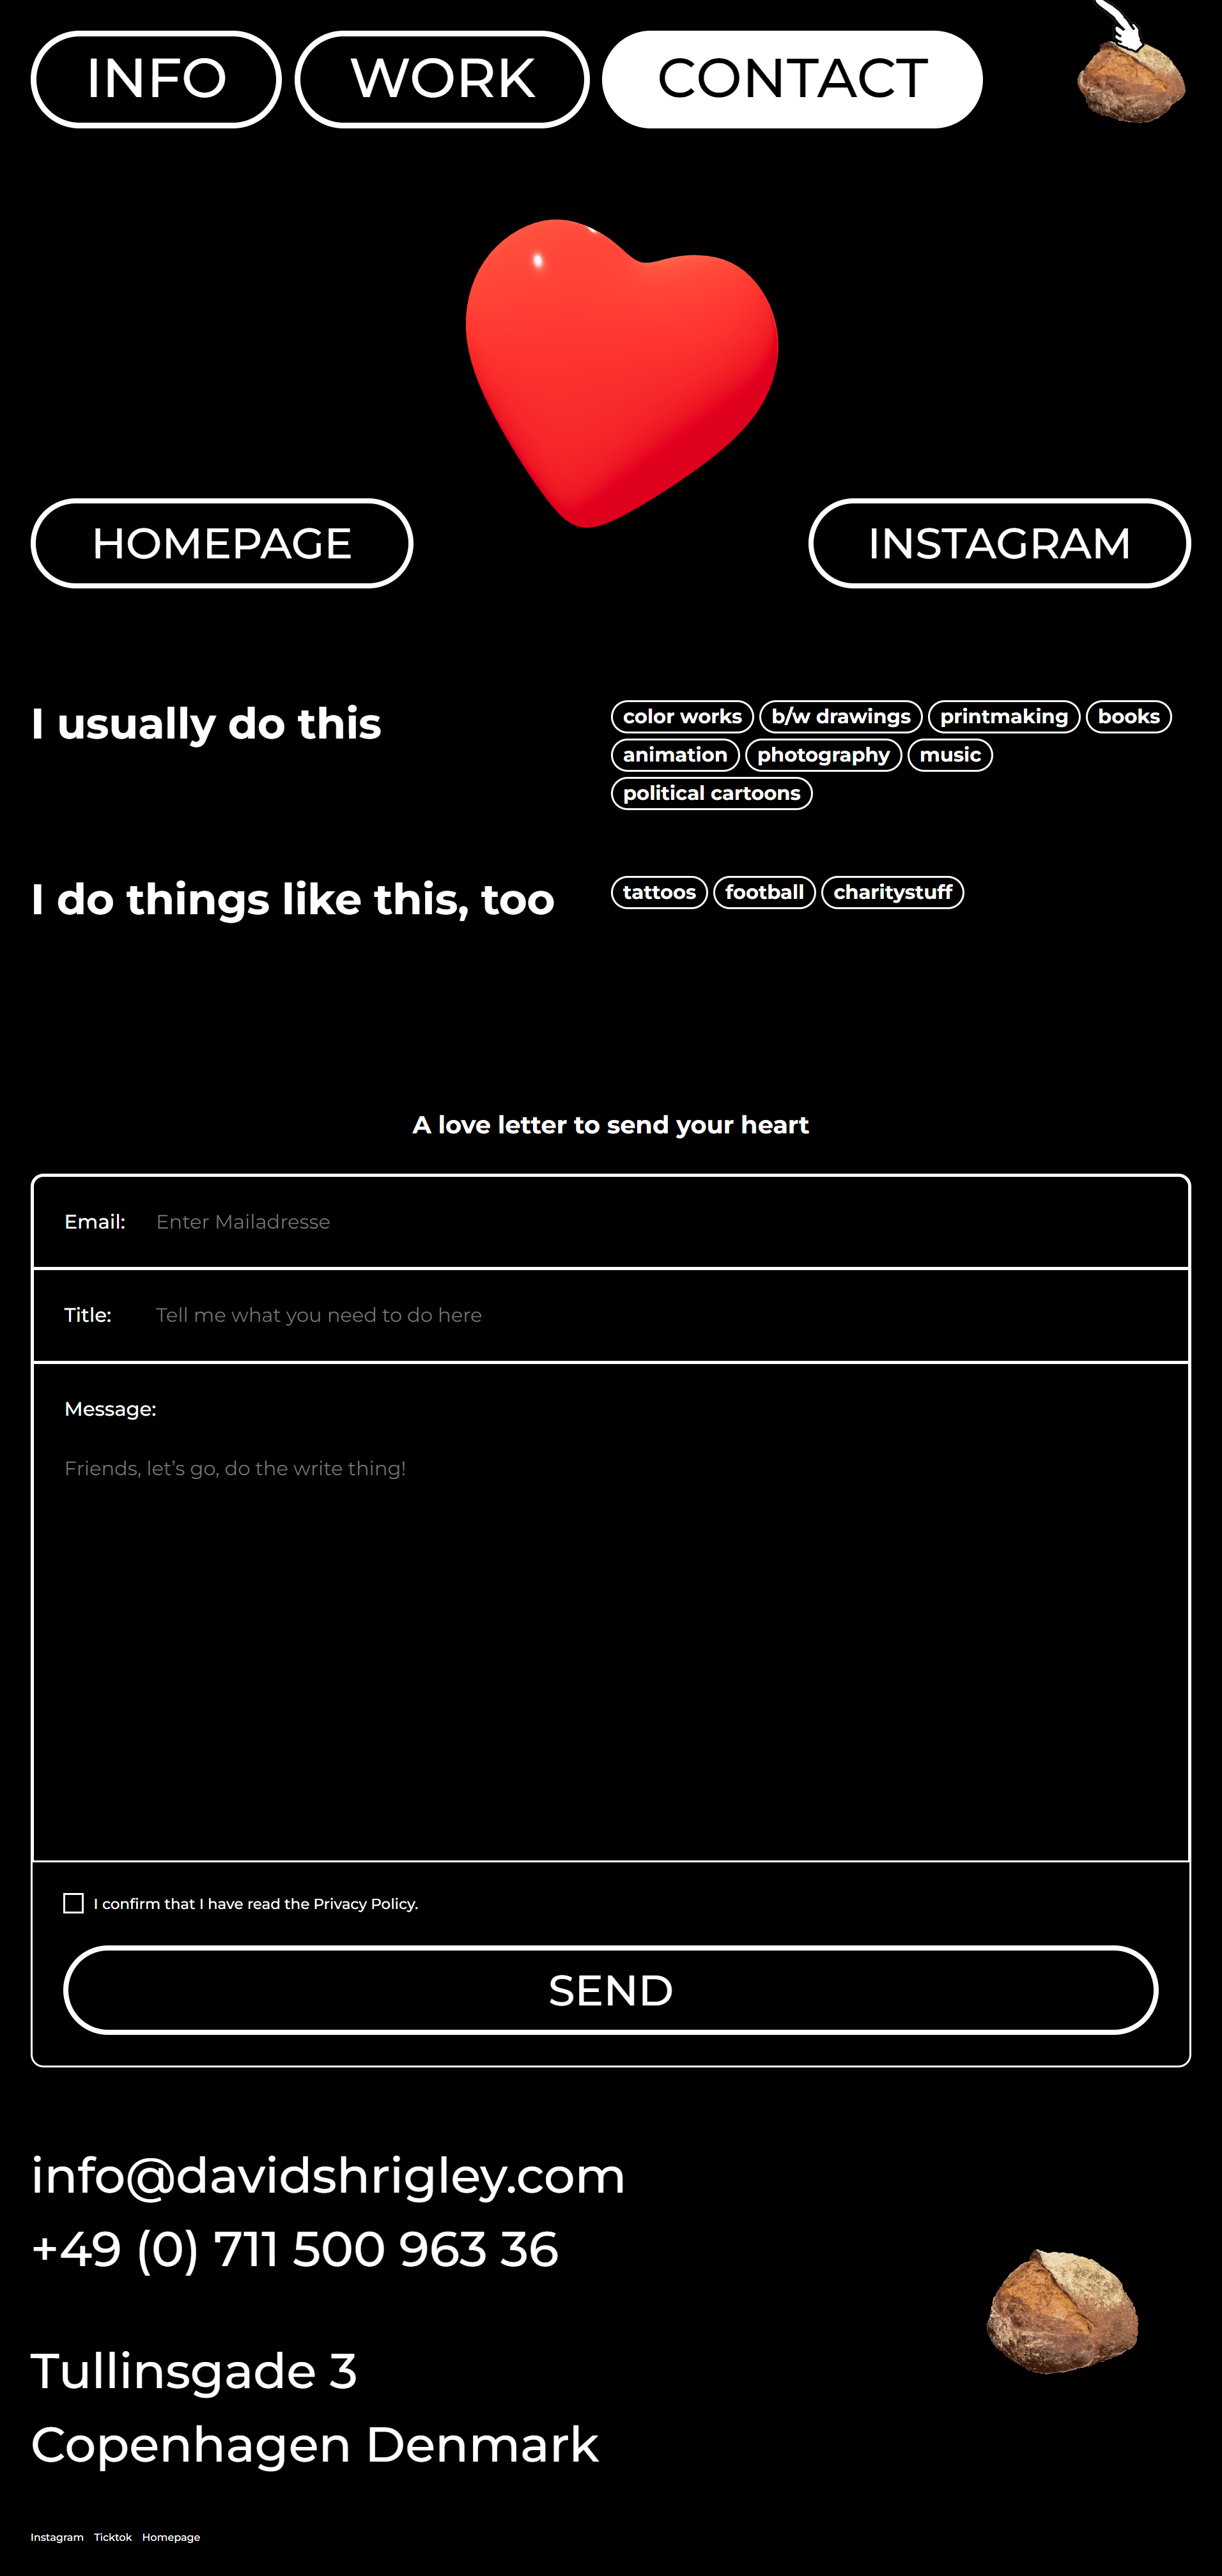 INFO WORK CONTACT
HOMEPAGE INSTAGRAM
I usually do this
color works b/w drawings printmaking books
animation photography music
political cartoons
I do things like this, too
tattoos football charitystuff
A love letter to send your heart
Email: Enter Mailadresse
Title: Tell me what you need to do here
Message:
Friends, let’s go, do the write thing!
I confirm that I have read the Privacy Policy.
SEND
info@davidshrigley.com
+49 (0) 711 500 963 36
Tullinsgade 3
Copenhagen Denmark
Instagram Ticktok Homepage